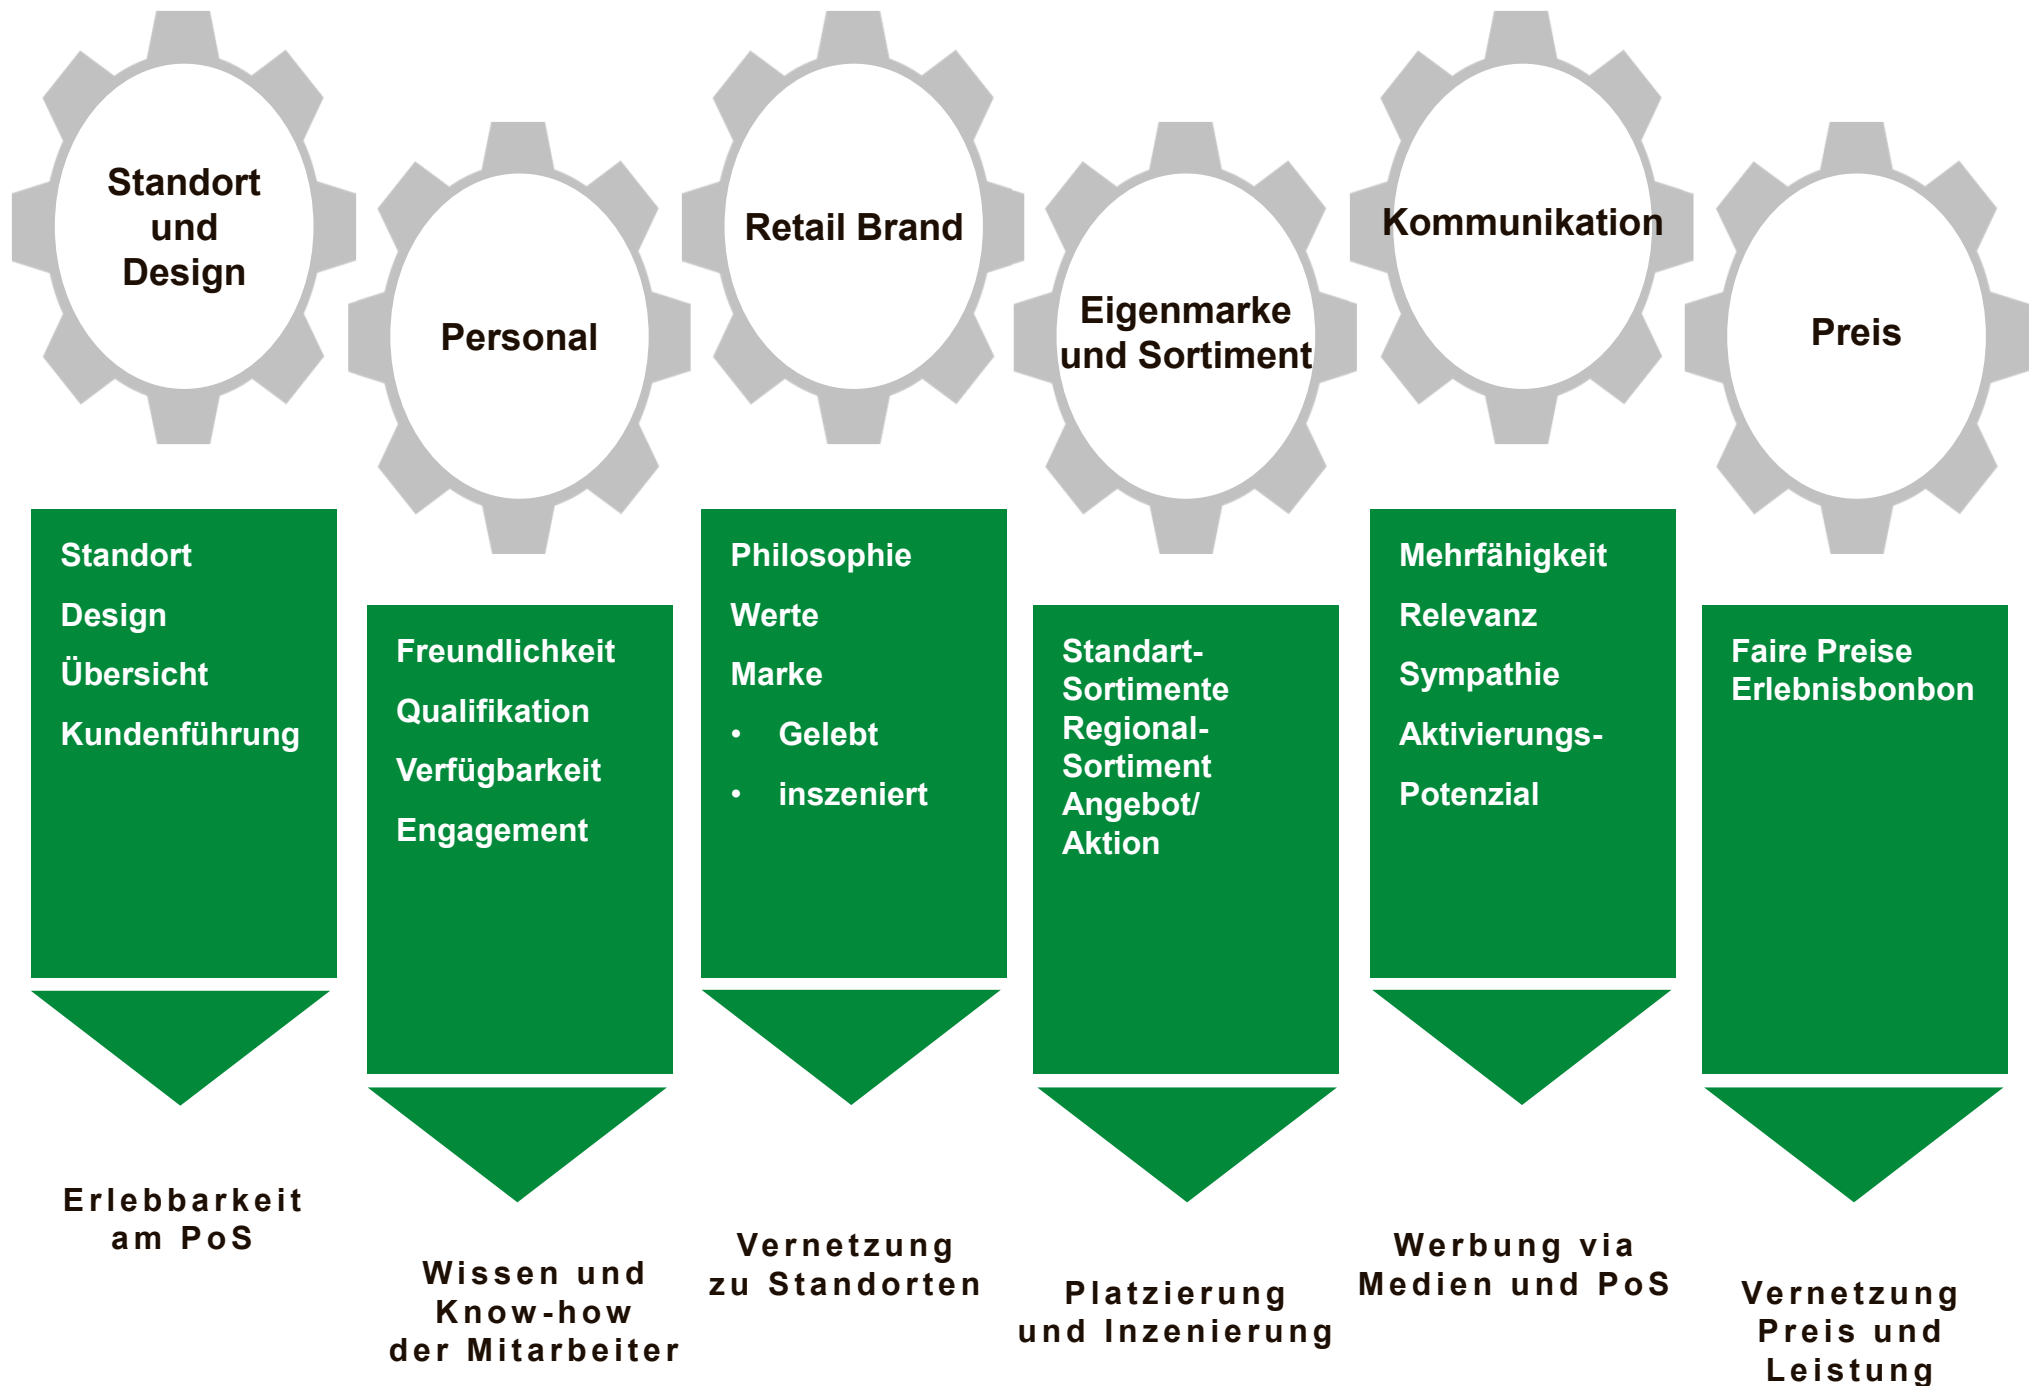 Standort
und
Design
Personal
Retail Brand
Eigenmarke
und Sortiment
Kommunikation
Preis
Standort
Design
Übersicht
Kundenführung
Freundlichkeit
Qualifikation
Verfügbarkeit
Engagement
Philosophie
Werte
Marke
• Gelebt
• inszeniert
Standart-
Sortimente
Regional-
Sortiment
Angebot/
Aktion
Mehrfähigkeit
Relevanz
Sympathie
Aktivierungs-
Potenzial
Faire Preise
Erlebnisbonbon
Erlebbarkeit
am PoS
Wissen und
Know-how
der Mitarbeiter
Vernetzung
zu Standorten
Platzierung
und Inzenierung
Werbung via
Medien und PoS
Vernetzung
Preis und
Leistung